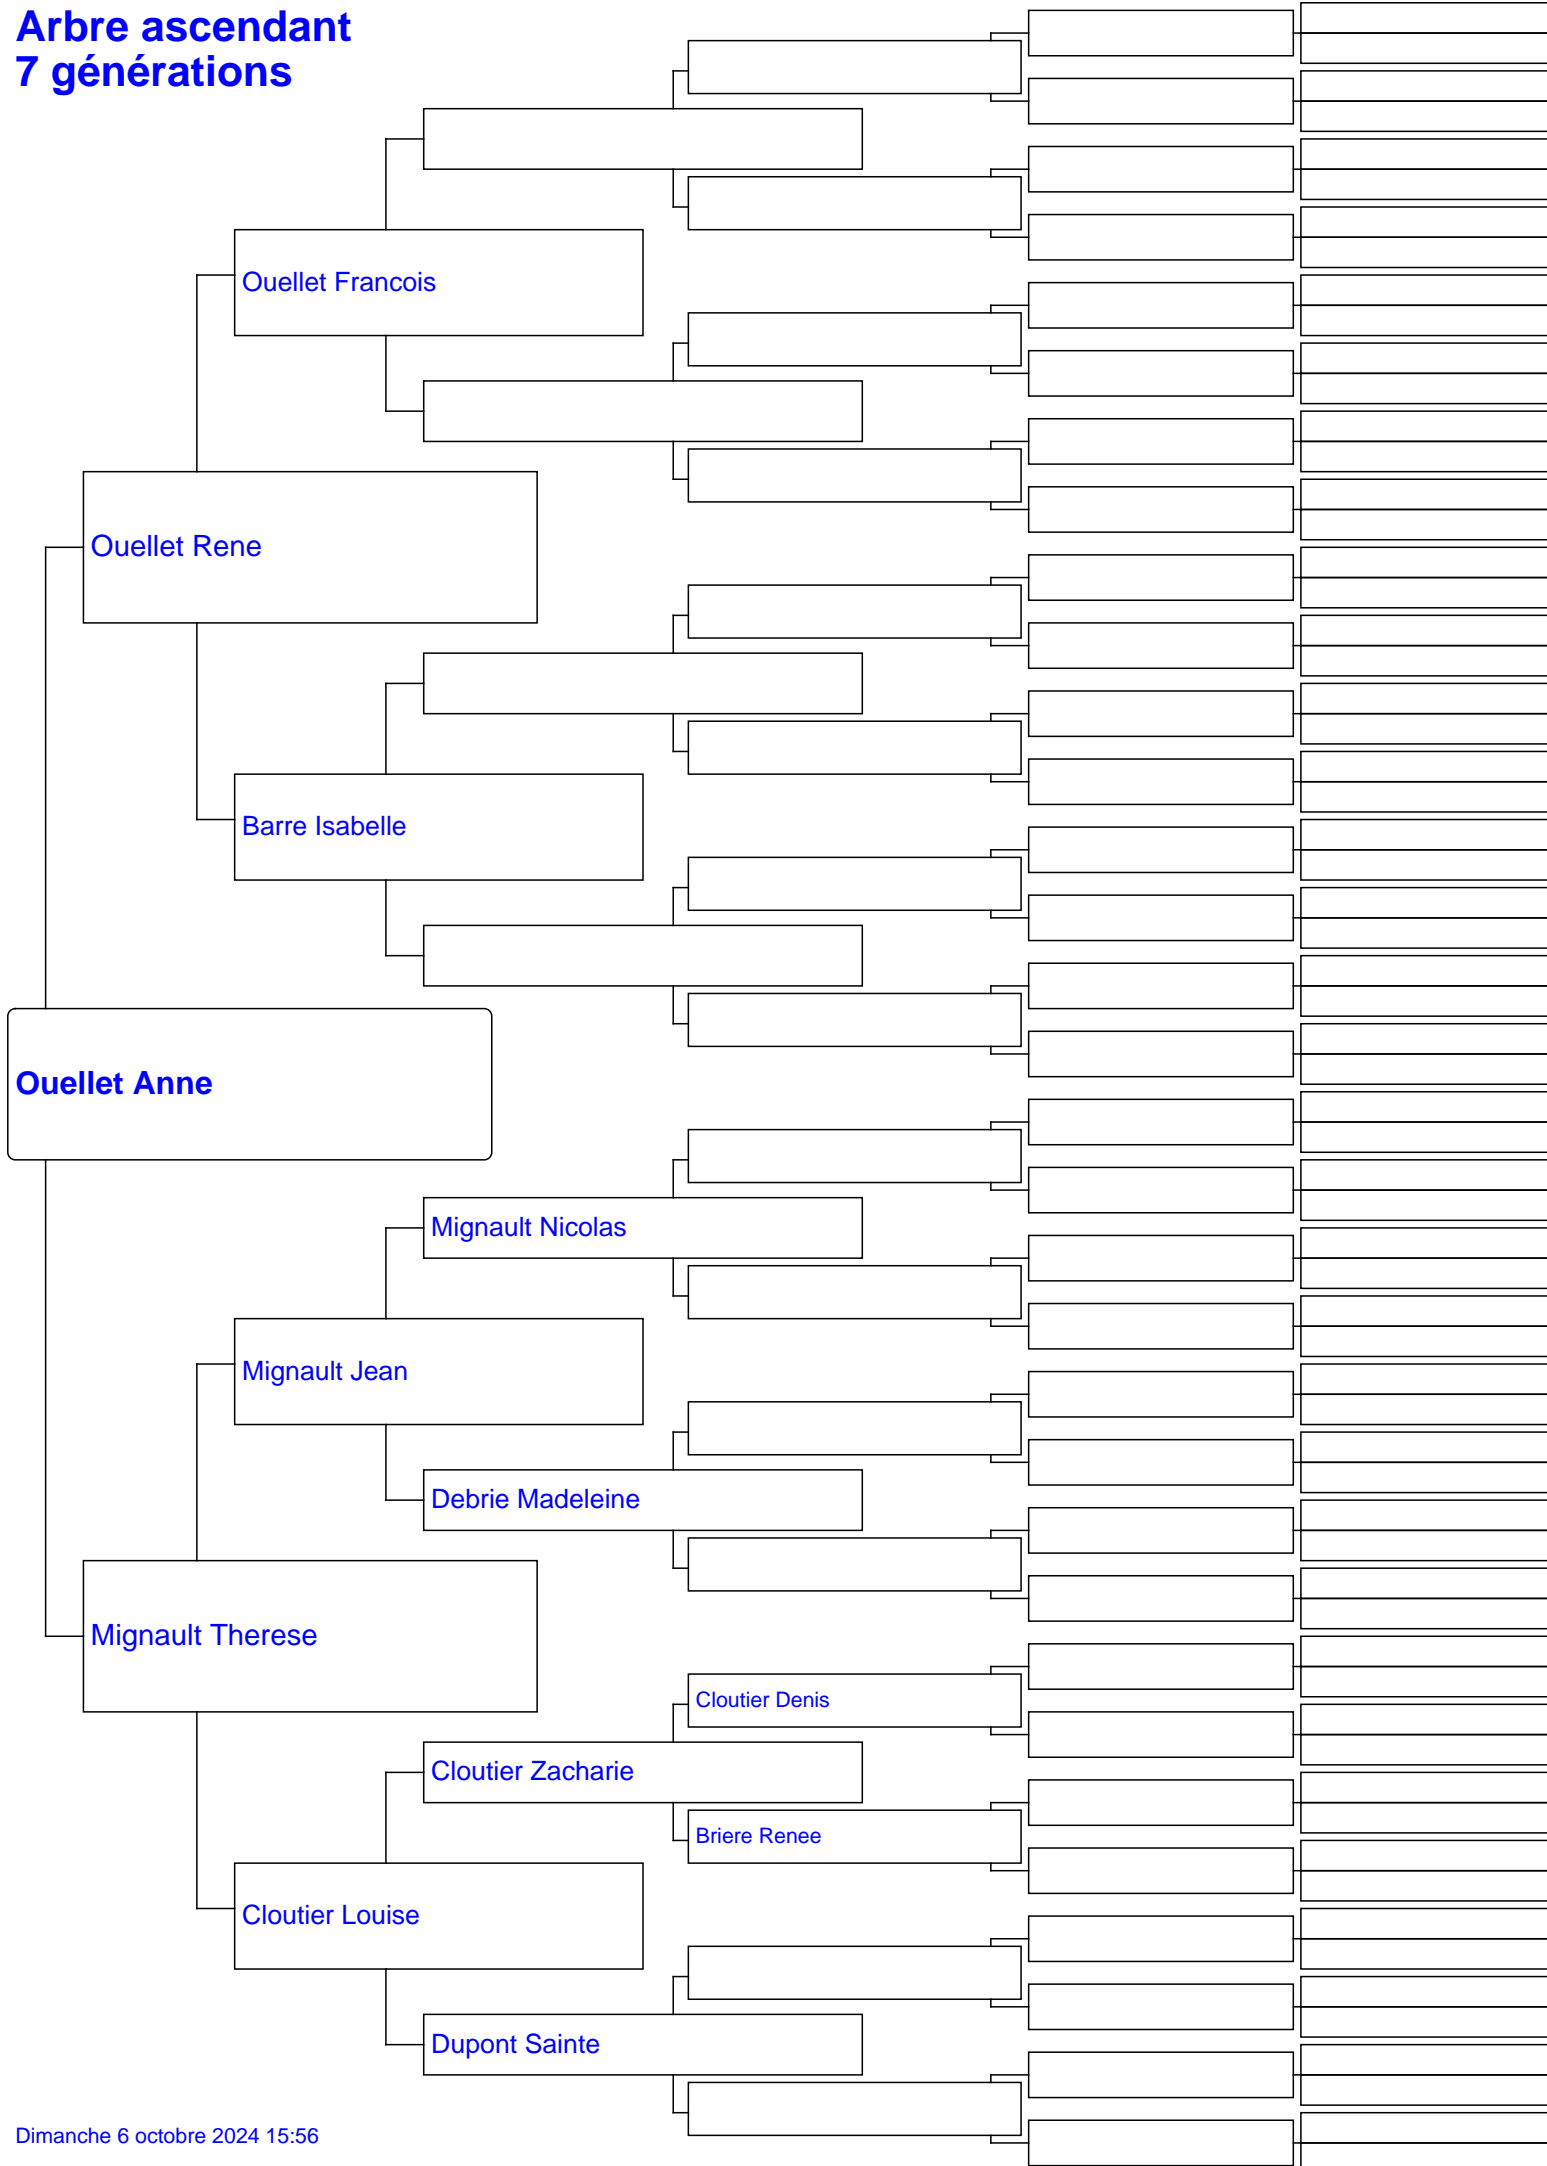 Arbre ascendant
7 générations
Ouellet Francois
Ouellet Rene
Barre Isabelle
Ouellet Anne
Mignault Nicolas
Mignault Jean
Debrie Madeleine
Mignault Therese
Cloutier Denis
Cloutier Zacharie
Briere Renee
Cloutier Louise
Dupont Sainte
Dimanche 6 octobre 2024 15:56